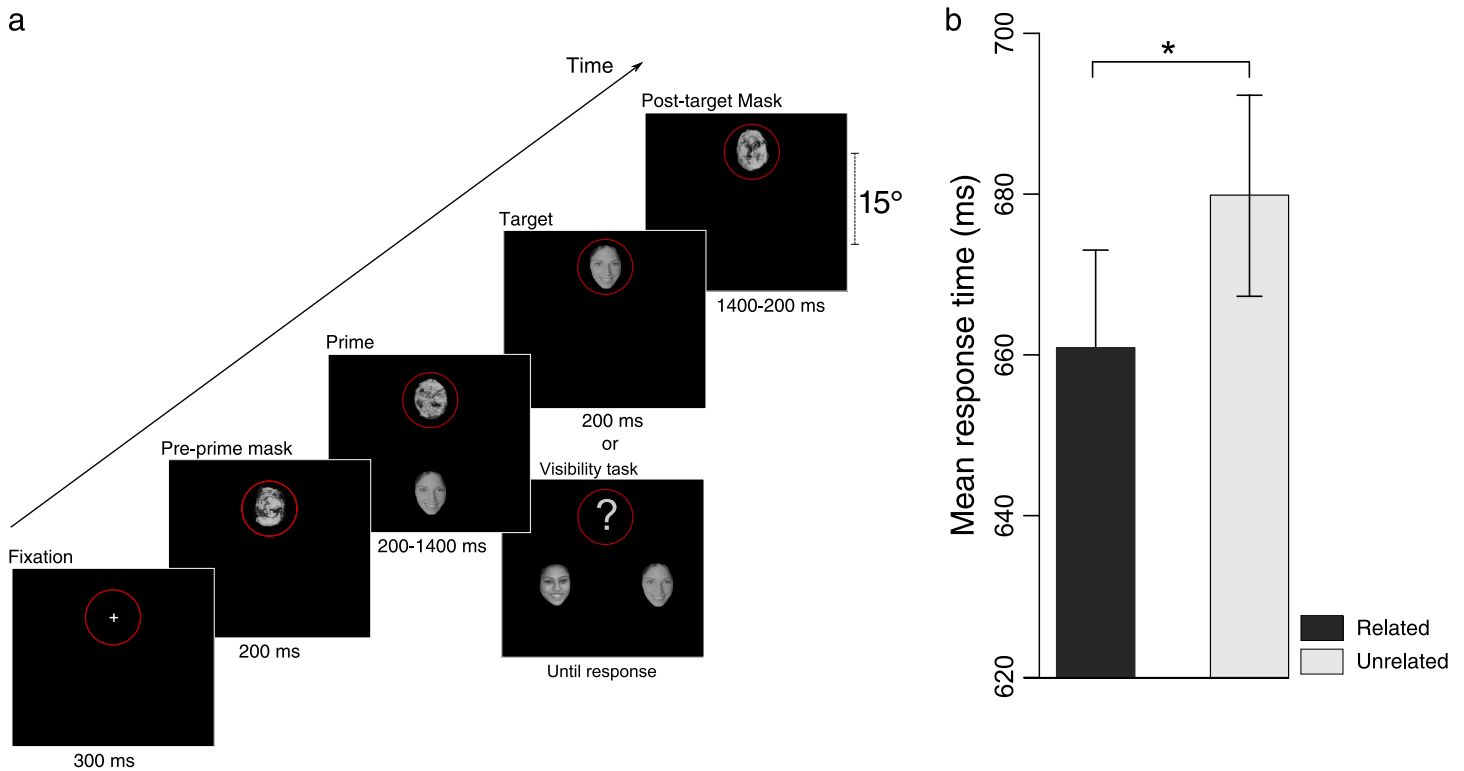 a
Time
Post-target Mask
15°
1400-200 ms
Target
200 ms
or
Prime
200-1400 ms
Visibility task
?
Until response
Pre-prime mask
200 ms
Fixation
+
300 ms
b
*
Mean response time (ms)
700
680
660
640
620
Related
Unrelated